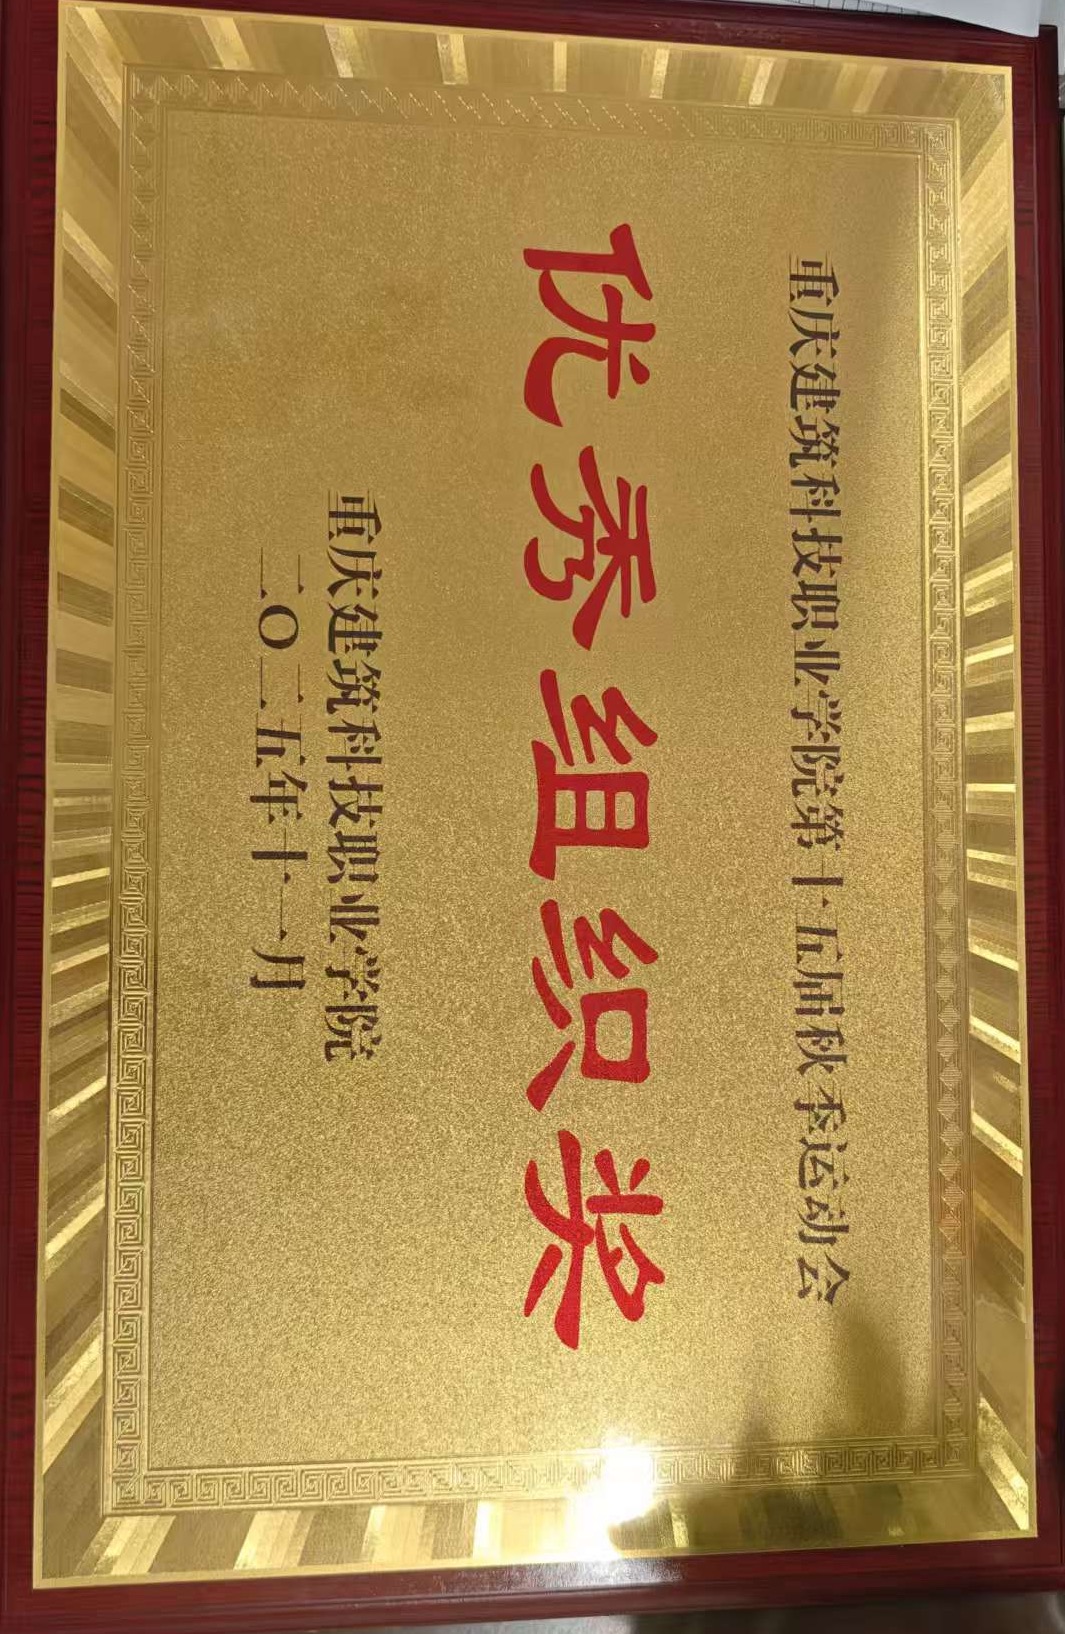 重庆建筑科技职业学院第十五届秋季运动会
优秀组织奖
重庆建筑科技职业学院
二〇二五年十一月